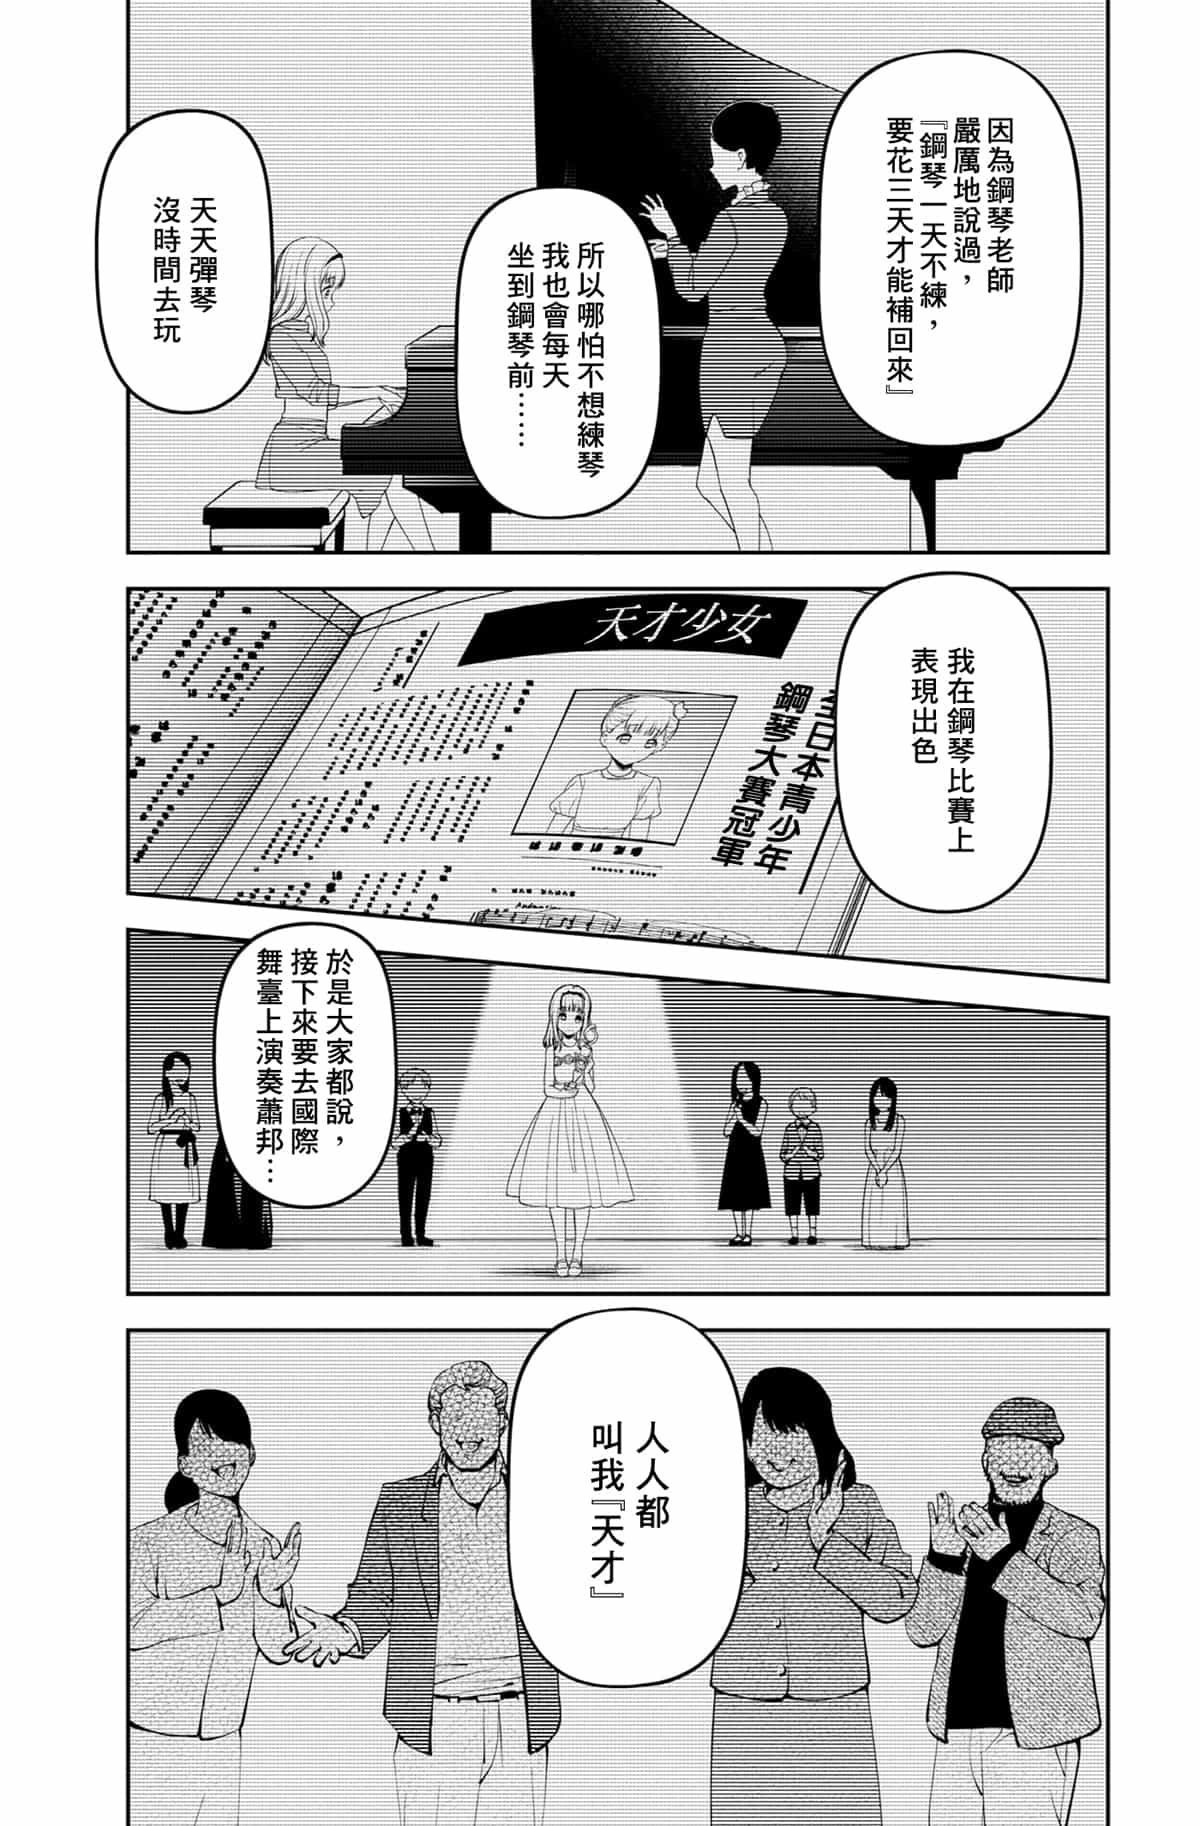 因為鋼琴老師
嚴厲地說過，
『鋼琴一天不練，
要花三天才能補回來』
所以哪怕不想練琴
我也會每天
坐到鋼琴前……
天天彈琴
沒時間去玩
我在鋼琴比賽上
表現出色
天才少女
全日本青少年
鋼琴大賽冠軍
於是大家都說，
接下來要去國際
舞臺上演奏蕭邦…
人人都
叫我『天才』